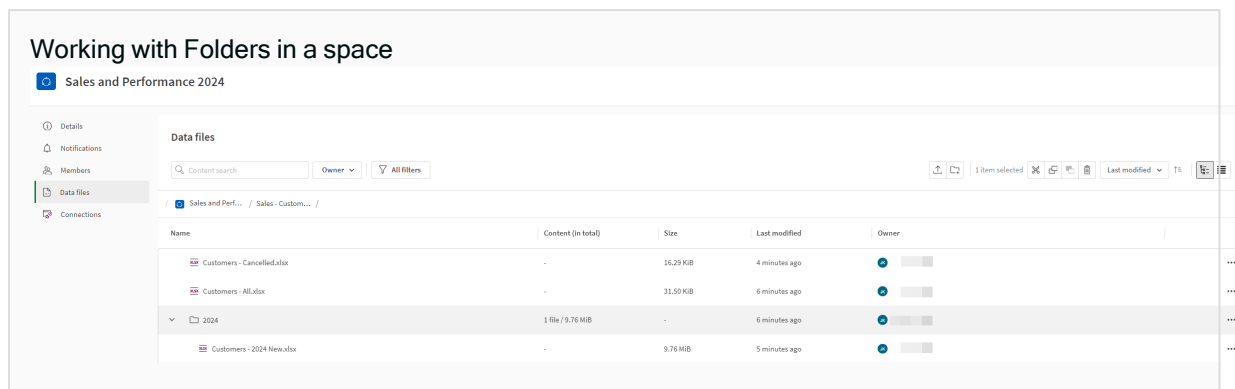 Working with Folders in a space
Sales and Performance 2024
Details
Notifications
Members
Data files
Connections
Data files
Content search
Owner
All filters
1 item selected
Last modified
/ Sales and Perf... / Sales - Custom... /
Name Content (in total) Size Last modified Owner
Customers - Cancelled.xlsx - 16.29 KiB 4 minutes ago JK
Customers - All.xlsx - 31.50 KiB 6 minutes ago JK
2024 1 file / 9.76 MiB - 6 minutes ago JK
Customers - 2024 New.xlsx - 9.76 MiB 5 minutes ago JK